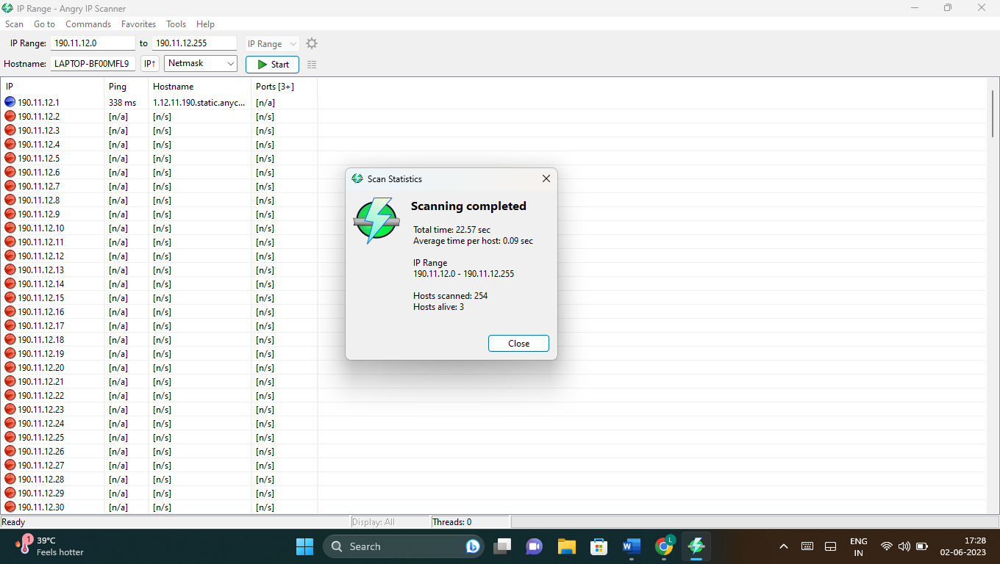 IP Range - Angry IP Scanner
Scan Go to Commands Favorites Tools Help
IP Range: 190.11.12.0 to 190.11.12.255 IP Range
Hostname: LAPTOP-BF00MFL9 IP↑ Netmask Start
IP Ping Hostname Ports [3+]
190.11.12.1 338 ms 1.12.11.190.static.anyc... [n/a]
190.11.12.2 [n/a] [n/s] [n/s]
190.11.12.3 [n/a] [n/s] [n/s]
190.11.12.4 [n/a] [n/s] [n/s]
190.11.12.5 [n/a] [n/s] [n/s]
190.11.12.6 [n/a] [n/s] [n/s]
190.11.12.7 [n/a] [n/s] [n/s]
190.11.12.8 [n/a] [n/s] [n/s]
190.11.12.9 [n/a] [n/s] [n/s]
190.11.12.10 [n/a] [n/s] [n/s]
190.11.12.11 [n/a] [n/s] [n/s]
190.11.12.12 [n/a] [n/s] [n/s]
190.11.12.13 [n/a] [n/s] [n/s]
190.11.12.14 [n/a] [n/s] [n/s]
190.11.12.15 [n/a] [n/s] [n/s]
190.11.12.16 [n/a] [n/s] [n/s]
190.11.12.17 [n/a] [n/s] [n/s]
190.11.12.18 [n/a] [n/s] [n/s]
190.11.12.19 [n/a] [n/s] [n/s]
190.11.12.20 [n/a] [n/s] [n/s]
190.11.12.21 [n/a] [n/s] [n/s]
190.11.12.22 [n/a] [n/s] [n/s]
190.11.12.23 [n/a] [n/s] [n/s]
190.11.12.24 [n/a] [n/s] [n/s]
190.11.12.25 [n/a] [n/s] [n/s]
190.11.12.26 [n/a] [n/s] [n/s]
190.11.12.27 [n/a] [n/s] [n/s]
190.11.12.28 [n/a] [n/s] [n/s]
190.11.12.29 [n/a] [n/s] [n/s]
190.11.12.30 [n/a] [n/s] [n/s]
Scan Statistics
Scanning completed
Total time: 22.57 sec
Average time per host: 0.09 sec
IP Range
190.11.12.0 - 190.11.12.255
Hosts scanned: 254
Hosts alive: 3
Close
Ready Display: All Threads: 0
1
39°C
Feels hotter
Search
L
ENG
IN
17:28
02-06-2023